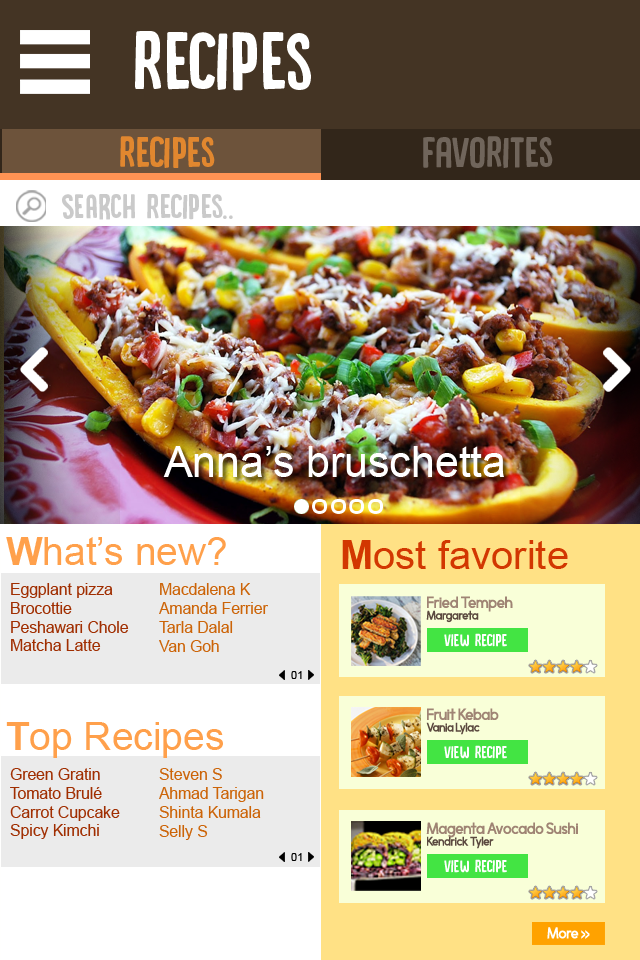 RECIPES
RECIPES
FAVORITES
SEARCH RECIPES..
Anna's bruschetta
What's new?
Eggplant pizza Macdalena K
Brocottie Amanda Ferrier
Peshawari Chole Tarla Dalal
Matcha Latte Van Goh
01
Top Recipes
Green Gratin Steven S
Tomato Brulé Ahmad Tarigan
Carrot Cupcake Shinta Kumala
Spicy Kimchi Selly S
01
Most favorite
Fried Tempeh
Margareta
VIEW RECIPE
Fruit Kebab
Vania Lylac
VIEW RECIPE
Magenta Avocado Sushi
Kendrick Tyler
VIEW RECIPE
More »